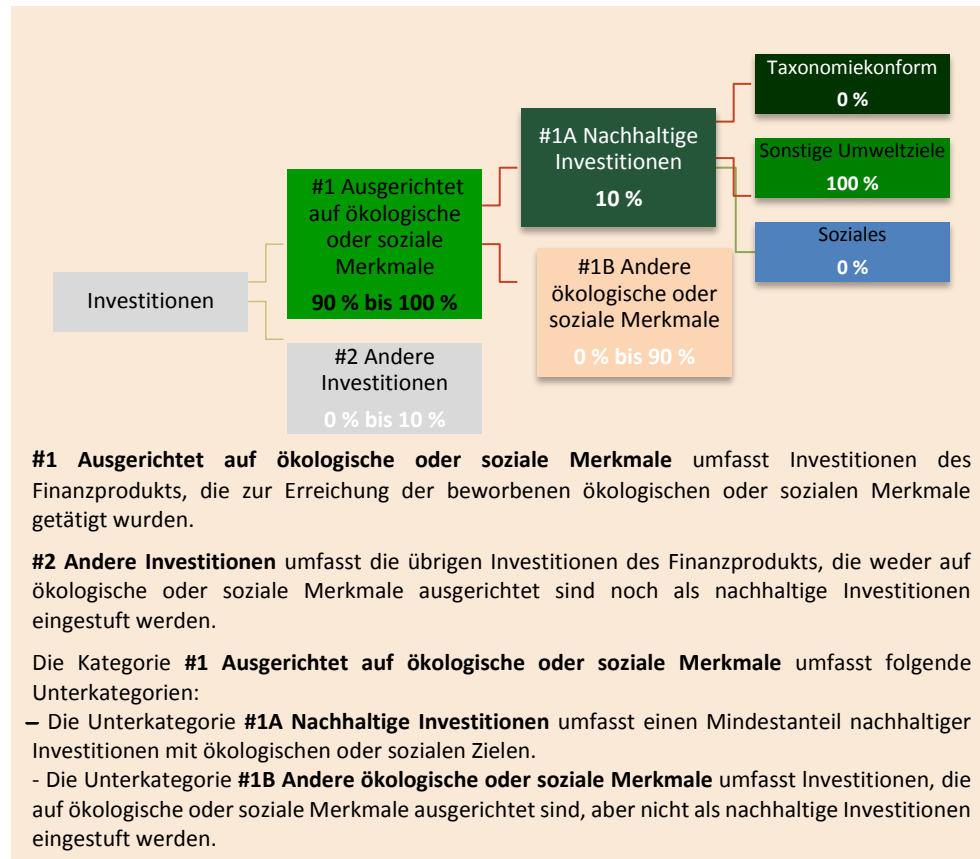 Investitionen
#1 Ausgerichtet
auf ökologische
oder soziale
Merkmale
90 % bis 100 %
#2 Andere
Investitionen
0 % bis 10 %
#1A Nachhaltige
Investitionen
10 %
#1B Andere
ökologische oder
soziale Merkmale
0 % bis 90 %
Taxonomiekonform
0 %
Sonstige Umweltziele
100 %
Soziales
0 %
#1 Ausgerichtet auf ökologische oder soziale Merkmale umfasst Investitionen des
Finanzprodukts, die zur Erreichung der beworbenen ökologischen oder sozialen Merkmale
getätigt wurden.
#2 Andere Investitionen umfasst die übrigen Investitionen des Finanzprodukts, die weder auf
ökologische oder soziale Merkmale ausgerichtet sind noch als nachhaltige Investitionen
eingestuft werden.
Die Kategorie #1 Ausgerichtet auf ökologische oder soziale Merkmale umfasst folgende
Unterkategorien:
– Die Unterkategorie #1A Nachhaltige Investitionen umfasst einen Mindestanteil nachhaltiger
Investitionen mit ökologischen oder sozialen Zielen.
- Die Unterkategorie #1B Andere ökologische oder soziale Merkmale umfasst Investitionen, die
auf ökologische oder soziale Merkmale ausgerichtet sind, aber nicht als nachhaltige Investitionen
eingestuft werden.